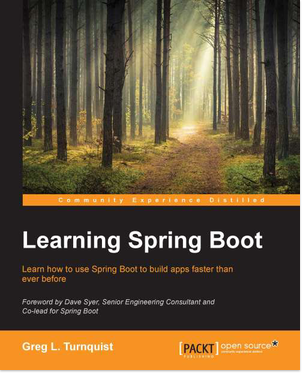 Community Experience Distilled
Learning Spring Boot
Learn how to use Spring Boot to build apps faster than
ever before
Foreword by Dave Syer, Senior Engineering Consultant and
Co-lead for Spring Boot
Greg L. Turnquist
[PACKT]
PUBLISHING
open source*